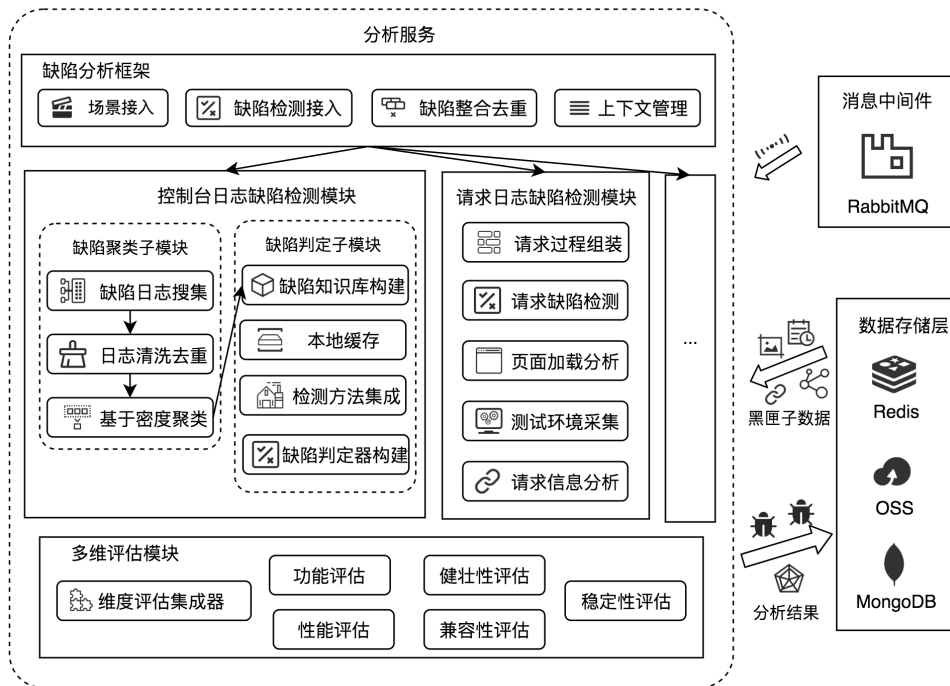 分析服务
缺陷分析框架
场景接入
缺陷检测接入
缺陷整合去重
上下文管理
控制台日志缺陷检测模块
缺陷聚类子模块
缺陷日志搜集
日志清洗去重
基于密度聚类
缺陷判定子模块
缺陷知识库构建
本地缓存
检测方法集成
缺陷判定器构建
请求日志缺陷检测模块
请求过程组装
请求缺陷检测
页面加载分析
测试环境采集
请求信息分析
...
多维评估模块
维度评估集成器
功能评估
性能评估
健壮性评估
兼容性评估
稳定性评估
消息中间件
RabbitMQ
黑匣子数据
分析结果
数据存储层
Redis
OSS
MongoDB